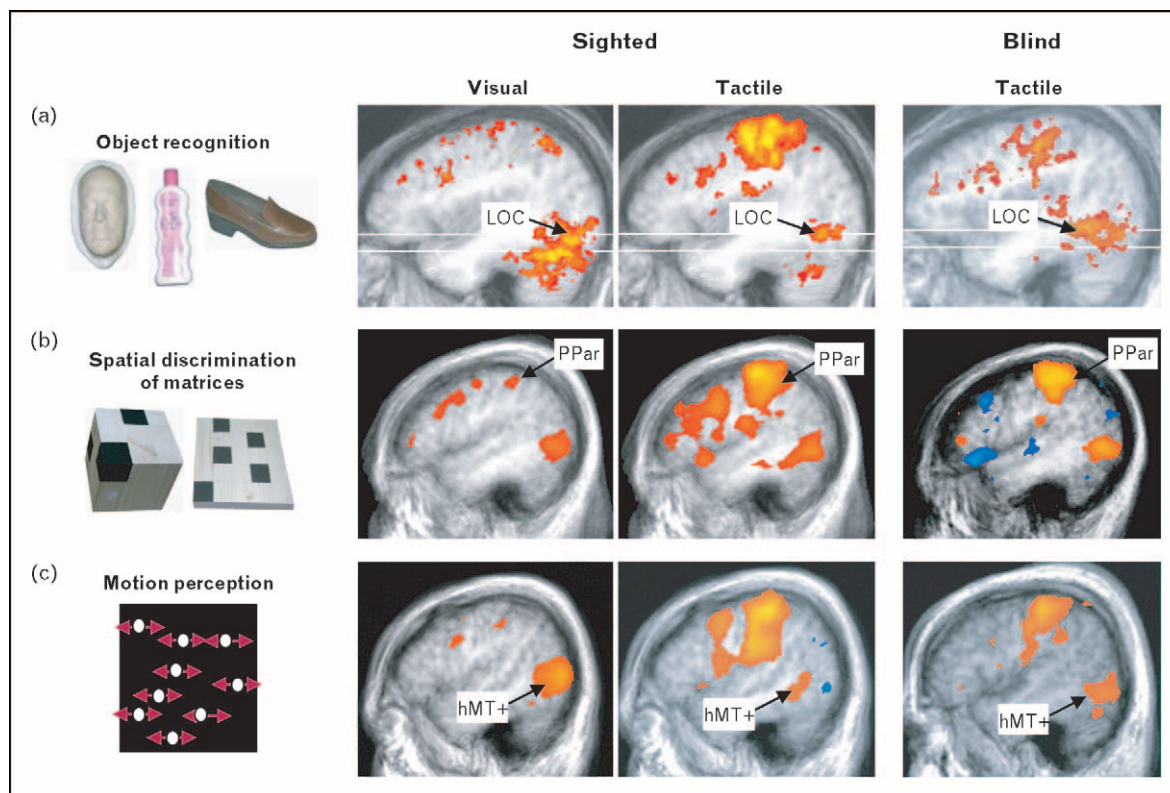 Sighted
Blind
Visual
Tactile
Tactile
(a)
Object recognition
LOC
LOC
LOC
(b)
Spatial discrimination
of matrices
PPar
PPar
PPar
(c)
Motion perception
hMT+
hMT+
hMT+